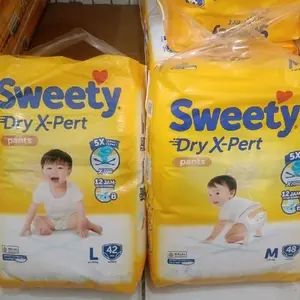 Sweety
Dry X-Pert
pants
5X
12 JAM
L
42
Sweety
Dry X-Pert
pants
5X
12 JAM
M
48